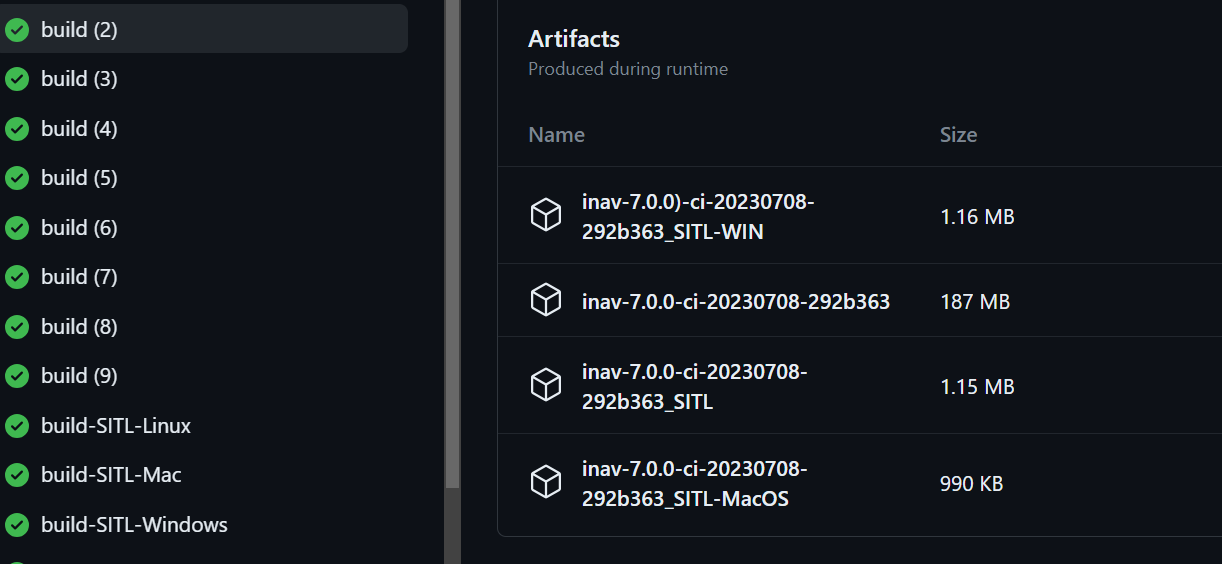 build (2)
build (3)
build (4)
build (5)
build (6)
build (7)
build (8)
build (9)
build-SITL-Linux
build-SITL-Mac
build-SITL-Windows
Artifacts
Produced during runtime
Name Size
inav-7.0.0)-ci-20230708-
292b363_SITL-WIN 1.16 MB
inav-7.0.0-ci-20230708-292b363 187 MB
inav-7.0.0-ci-20230708-
292b363_SITL 1.15 MB
inav-7.0.0-ci-20230708-
292b363_SITL-MacOS 990 KB